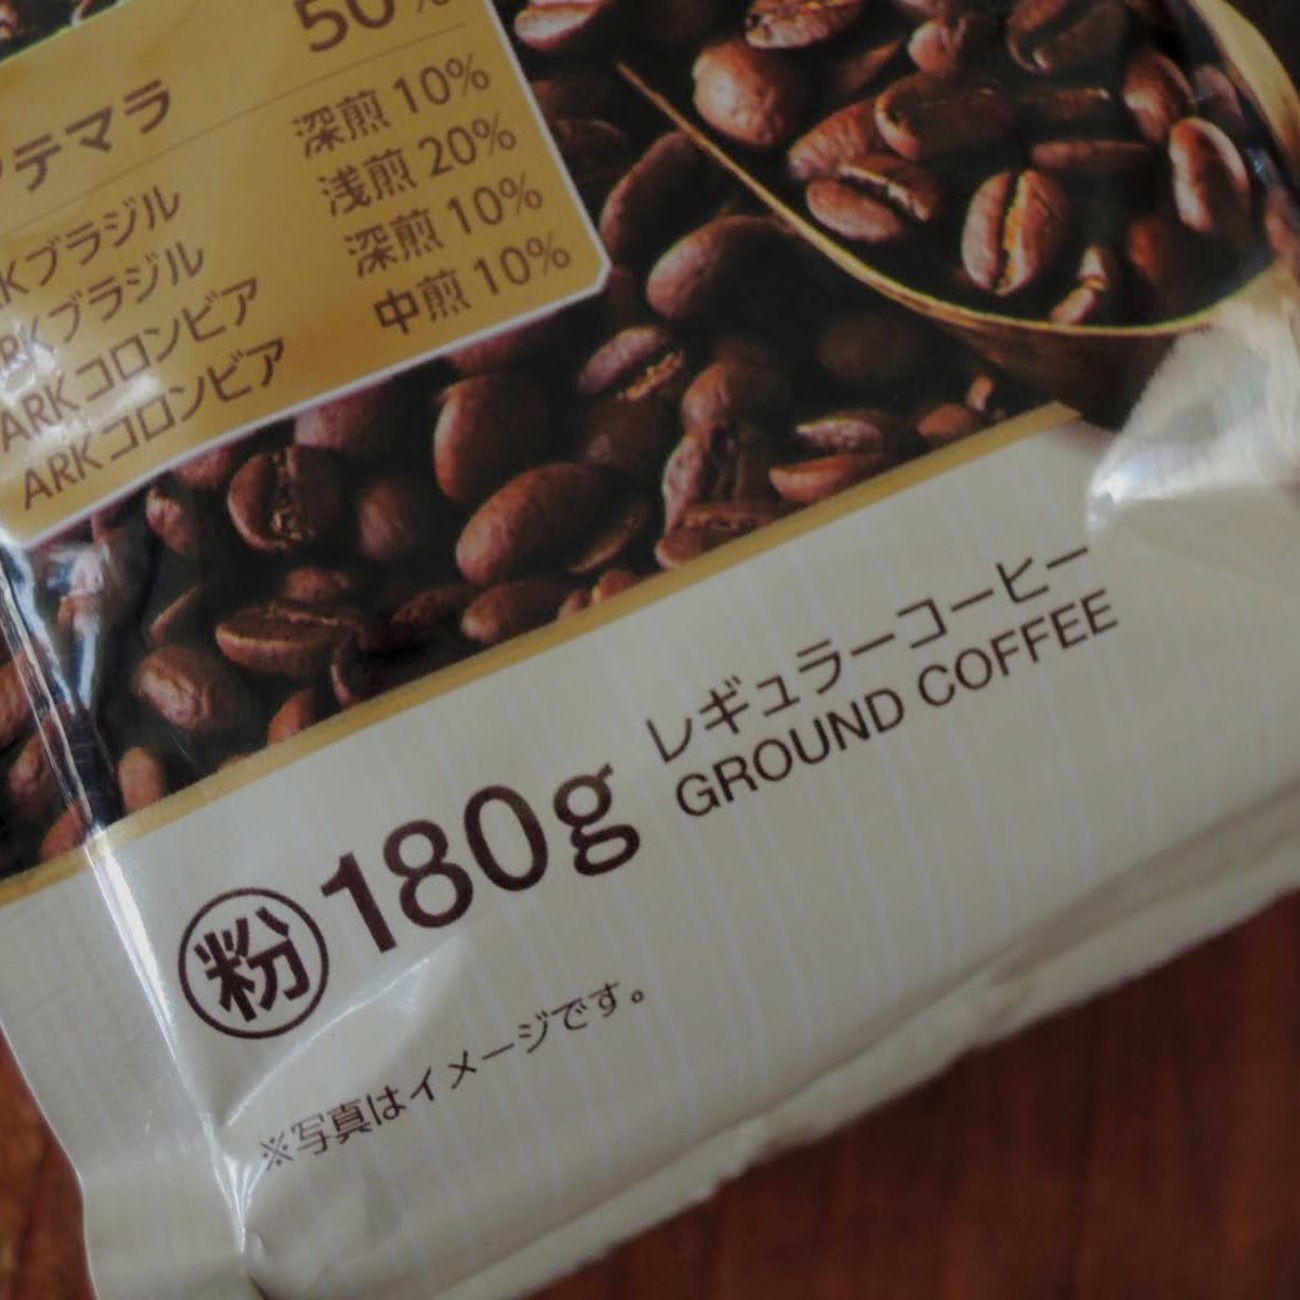 50%
テマラ
Kブラジル 深煎 10%
ARKブラジル 浅煎 20%
ARKコロンビア 深煎 10%
ARKコロンビア 中煎 10%
レギュラーコーヒー
粉 180g GROUND COFFEE
※写真はイメージです。